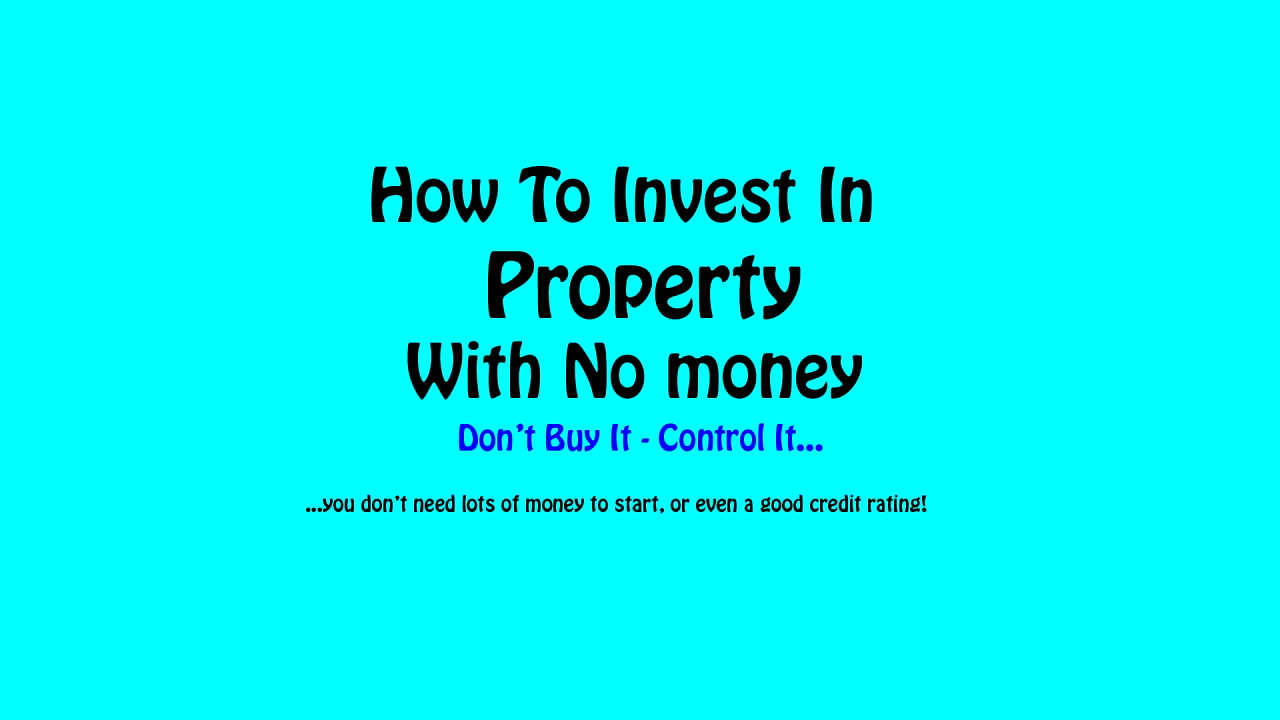 How To Invest In
Property
With No money
Don't Buy It - Control It...
...you don't need lots of money to start, or even a good credit rating!